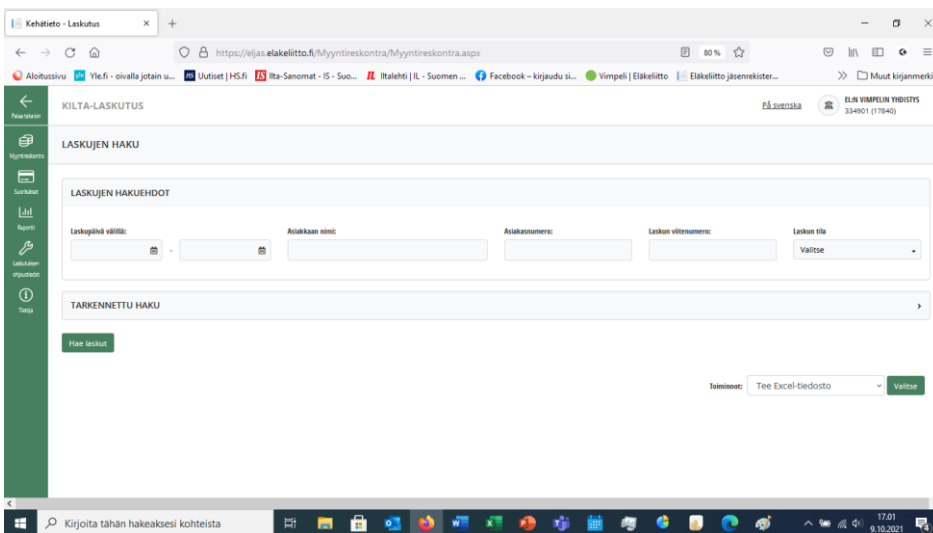 Kehätieto - Laskutus
https://eljas.elakeliitto.fi/Myyntireskontra/Myyntireskontra.aspx
80 %
Aloitussivu
Yle.fi - oivalla jotain u...
Uutiset | HS.fi
Ilta-Sanomat - IS - Suo...
Iltalehti | IL - Suomen ...
Facebook – kirjaudu si...
Vimpeli | Eläkeliitto
Eläkeliitto jäsenrekister...
Muut kirjanmerki
Palaa takaisin
KILTA-LASKUTUS
På svenska
EL:N VIMPELIN YHDISTYS
334901 (17840)
Myyntireskontra
LASKUJEN HAKU
Suoritukset
LASKUJEN HAKUEHDOT
Raportti
Laskupäivä väliltä:
Asiakkaan nimi:
Asiakasnumero:
Laskun viitenumero:
Laskun tila
-
Valitse
Laskutuksen
ohjaustiedot
TARKENNETTU HAKU
Tietoja
Hae laskut
Toiminnot:
Tee Excel-tiedosto
Valitse
Kirjoita tähän hakeaksesi kohteista
17.01
9.10.2021